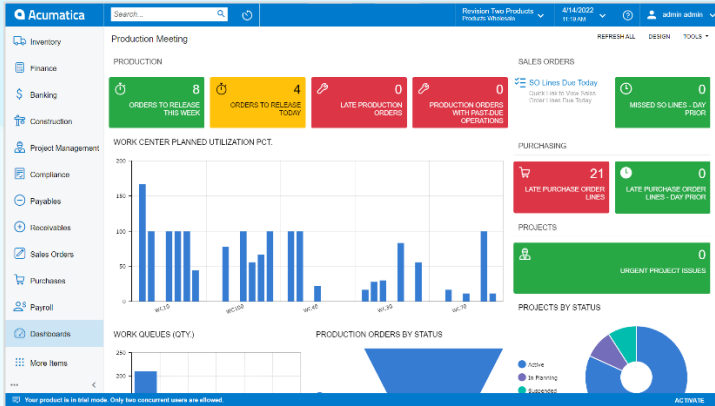 Acumatica
Search...
Revision Two Products
Products Wholesale
4/14/2022
11:19 AM
admin admin
Inventory
Finance
Banking
Construction
Project Management
Compliance
Payables
Receivables
Sales Orders
Purchases
Payroll
Dashboards
More Items
Production Meeting
REFRESH ALL DESIGN TOOLS
PRODUCTION
8
ORDERS TO RELEASE
THIS WEEK
4
ORDERS TO RELEASE
TODAY
0
LATE PRODUCTION
ORDERS
0
PRODUCTION ORDERS
WITH PAST-DUE
OPERATIONS
SALES ORDERS
SO Lines Due Today
Quick Link to View Sales
Order Lines Due Today
0
MISSED SO LINES - DAY
PRIOR
WORK CENTER PLANNED UTILIZATION PCT.
200
150
100
50
0
WC10
WC100
WC40
WC70
PURCHASING
21
LATE PURCHASE ORDER
LINES
0
LATE PURCHASE ORDER
LINES - DAY PRIOR
PROJECTS
0
URGENT PROJECT ISSUES
WORK QUEUES (QTY.)
250
200
PRODUCTION ORDERS BY STATUS
PROJECTS BY STATUS
Active
In Planning
Suspended
Your product is in trial mode. Only two concurrent users are allowed.
ACTIVATE